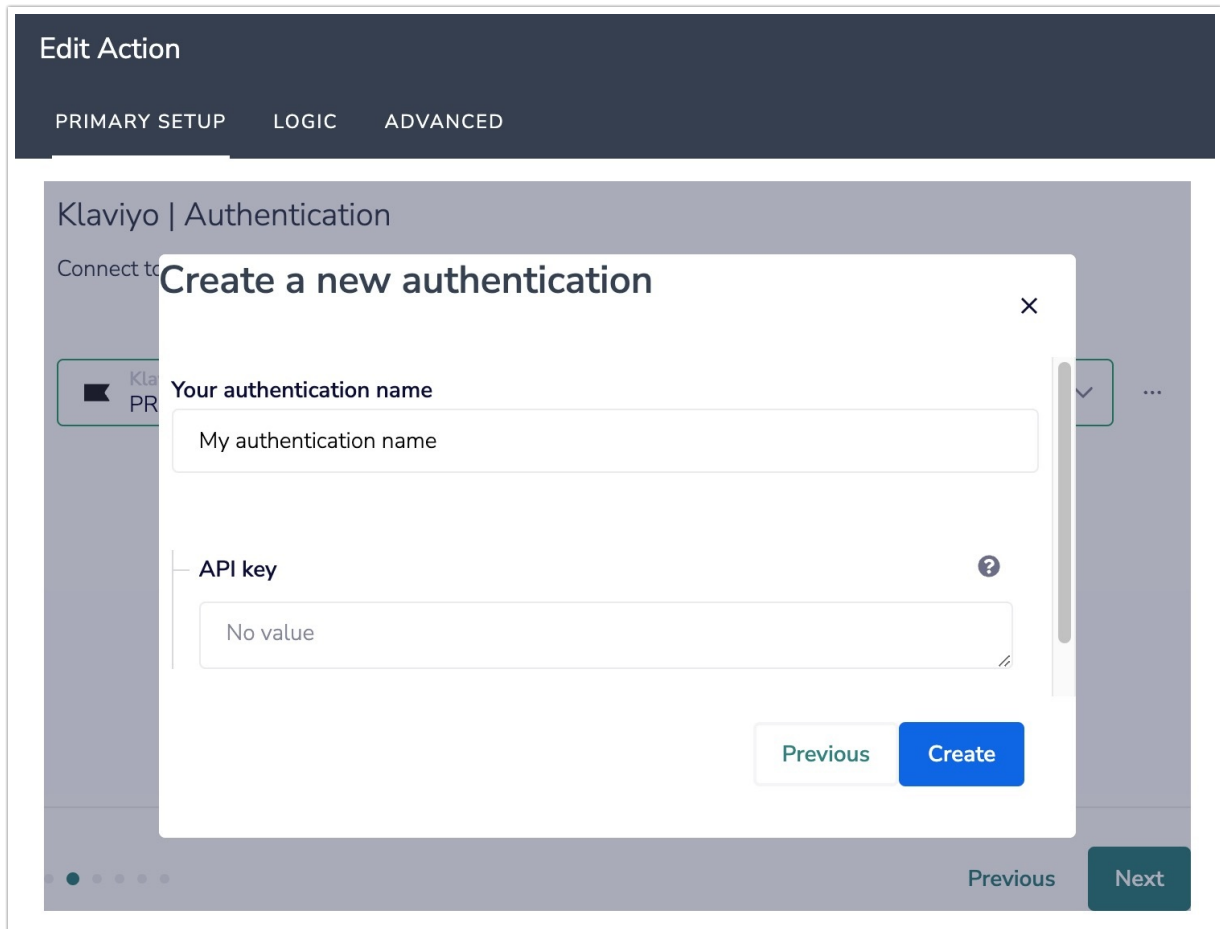 Edit Action
PRIMARY SETUP LOGIC ADVANCED
Klaviyo | Authentication
Connect
Create a new authentication
Your authentication name
My authentication name
API key
No value
Previous Create
Previous Next